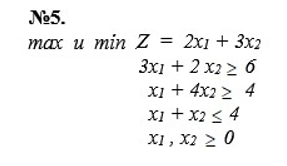 №5.
max и min Z = 2x1 + 3x2
3x1 + 2 x2 ≥ 6
x1 + 4x2 ≥ 4
x1 + x2 ≤ 4
x1 , x2 ≥ 0